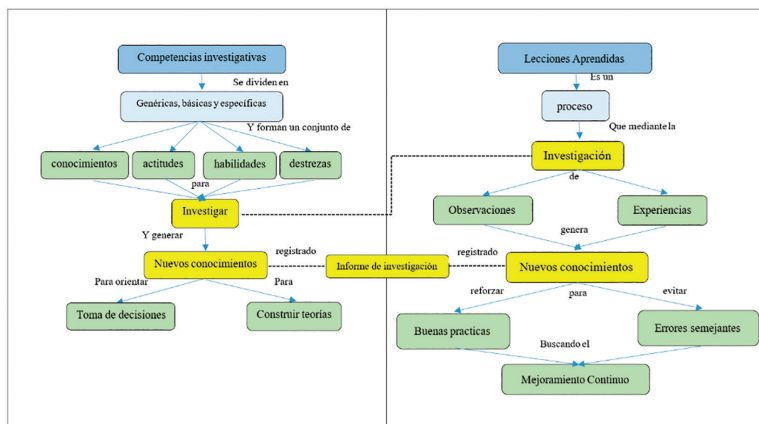 Competencias investigativas
Se dividen en
Genéricas, básicas y específicas
Y forman un conjunto de
conocimientos
actitudes
habilidades
destrezas
para
Investigar
Y generar
Nuevos conocimientos
registrado
Informe de investigación
Para orientar
Para
Toma de decisiones
Construir teorías
Lecciones Aprendidas
Es un
proceso
Que mediante la
Investigación
de
Observaciones
Experiencias
genera
registrado
Nuevos conocimientos
reforzar
para
evitar
Buenas practicas
Errores semejantes
Buscando el
Mejoramiento Continuo